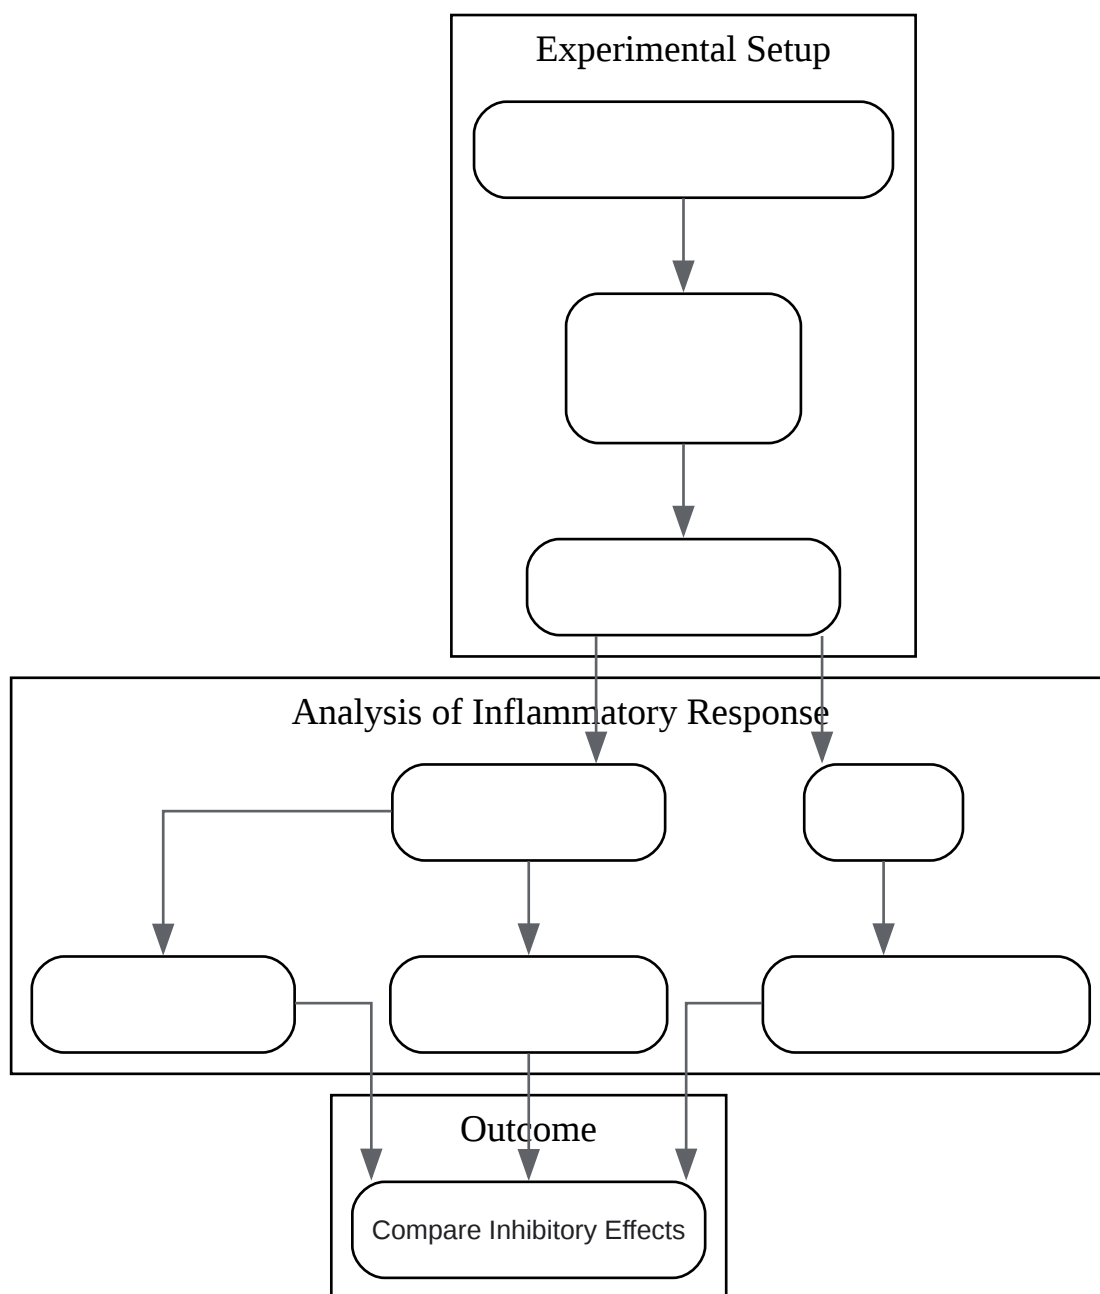 Experimental Setup
Analysis of Inflammatory Response
Outcome
Compare Inhibitory Effects